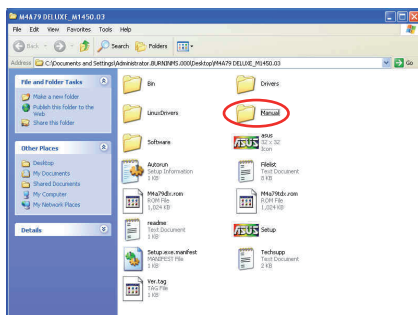 M4A79 DELUXE_M1450.03
File Edit View Favorites Tools Help
Back Search Folders
Address C:\Documents and Settings\Administrator.BURNINMS.000\Desktop\M4A79 DELUXE_M1450.03 Go
File and Folder Tasks
Make a new folder
Publish this folder to the Web
Share this folder
Other Places
Desktop
My Documents
Shared Documents
My Computer
My Network Places
Details
Bin
Drivers
LinuxDrivers
Manual
Software
ASUS
asus
32 x 32
Icon
Autorun
Setup Information
1 KB
Filelist
Text Document
8 KB
M4a79dlx.rom
ROM File
1,024 KB
M4a79tdx.rom
ROM File
1,024 KB
readme
Text Document
1 KB
ASUS
Setup
Setup.exe.manifest
MANIFEST File
1 KB
Techsupp
Text Document
2 KB
Ver.tag
TAG File
1 KB